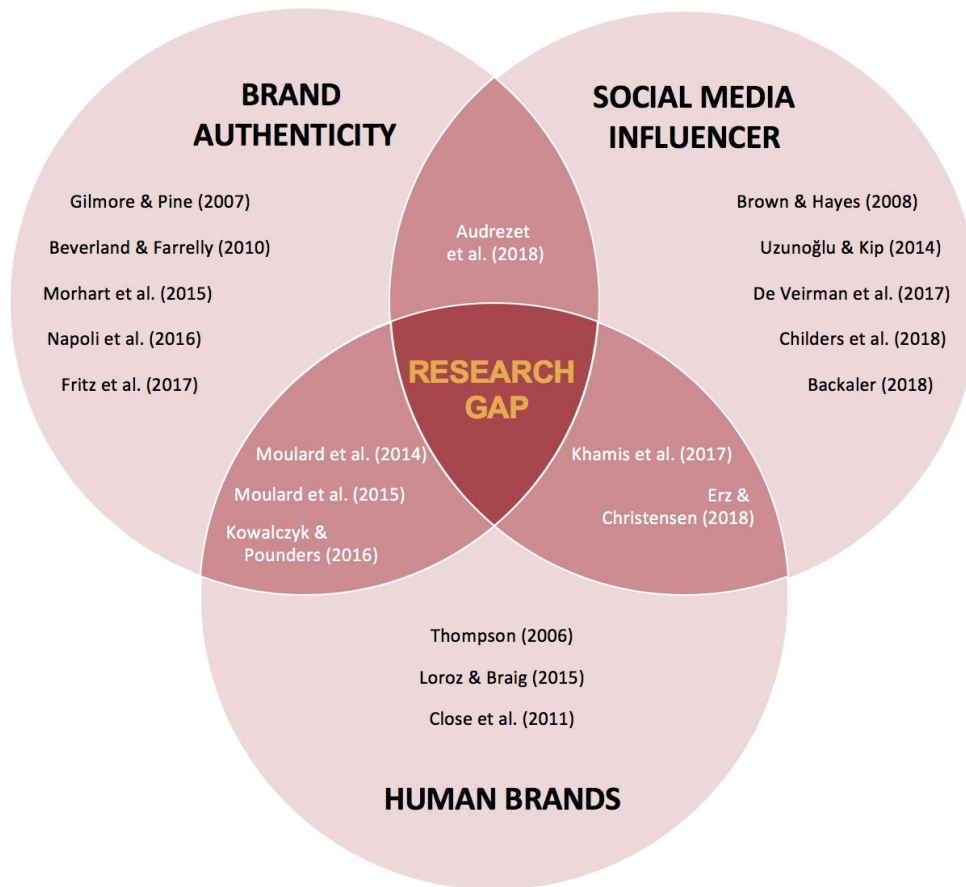 BRAND
AUTHENTICITY
Gilmore & Pine (2007)
Beverland & Farrelly (2010)
Morhart et al. (2015)
Napoli et al. (2016)
Fritz et al. (2017)
SOCIAL MEDIA
INFLUENCER
Brown & Hayes (2008)
Uzunoğlu & Kip (2014)
De Veirman et al. (2017)
Childers et al. (2018)
Backaler (2018)
Audrezet
et al. (2018)
RESEARCH
GAP
Moulard et al. (2014)
Moulard et al. (2015)
Kowalczyk &
Pounders (2016)
Khamis et al. (2017)
Erz &
Christensen (2018)
Thompson (2006)
Loroz & Braig (2015)
Close et al. (2011)
HUMAN BRANDS